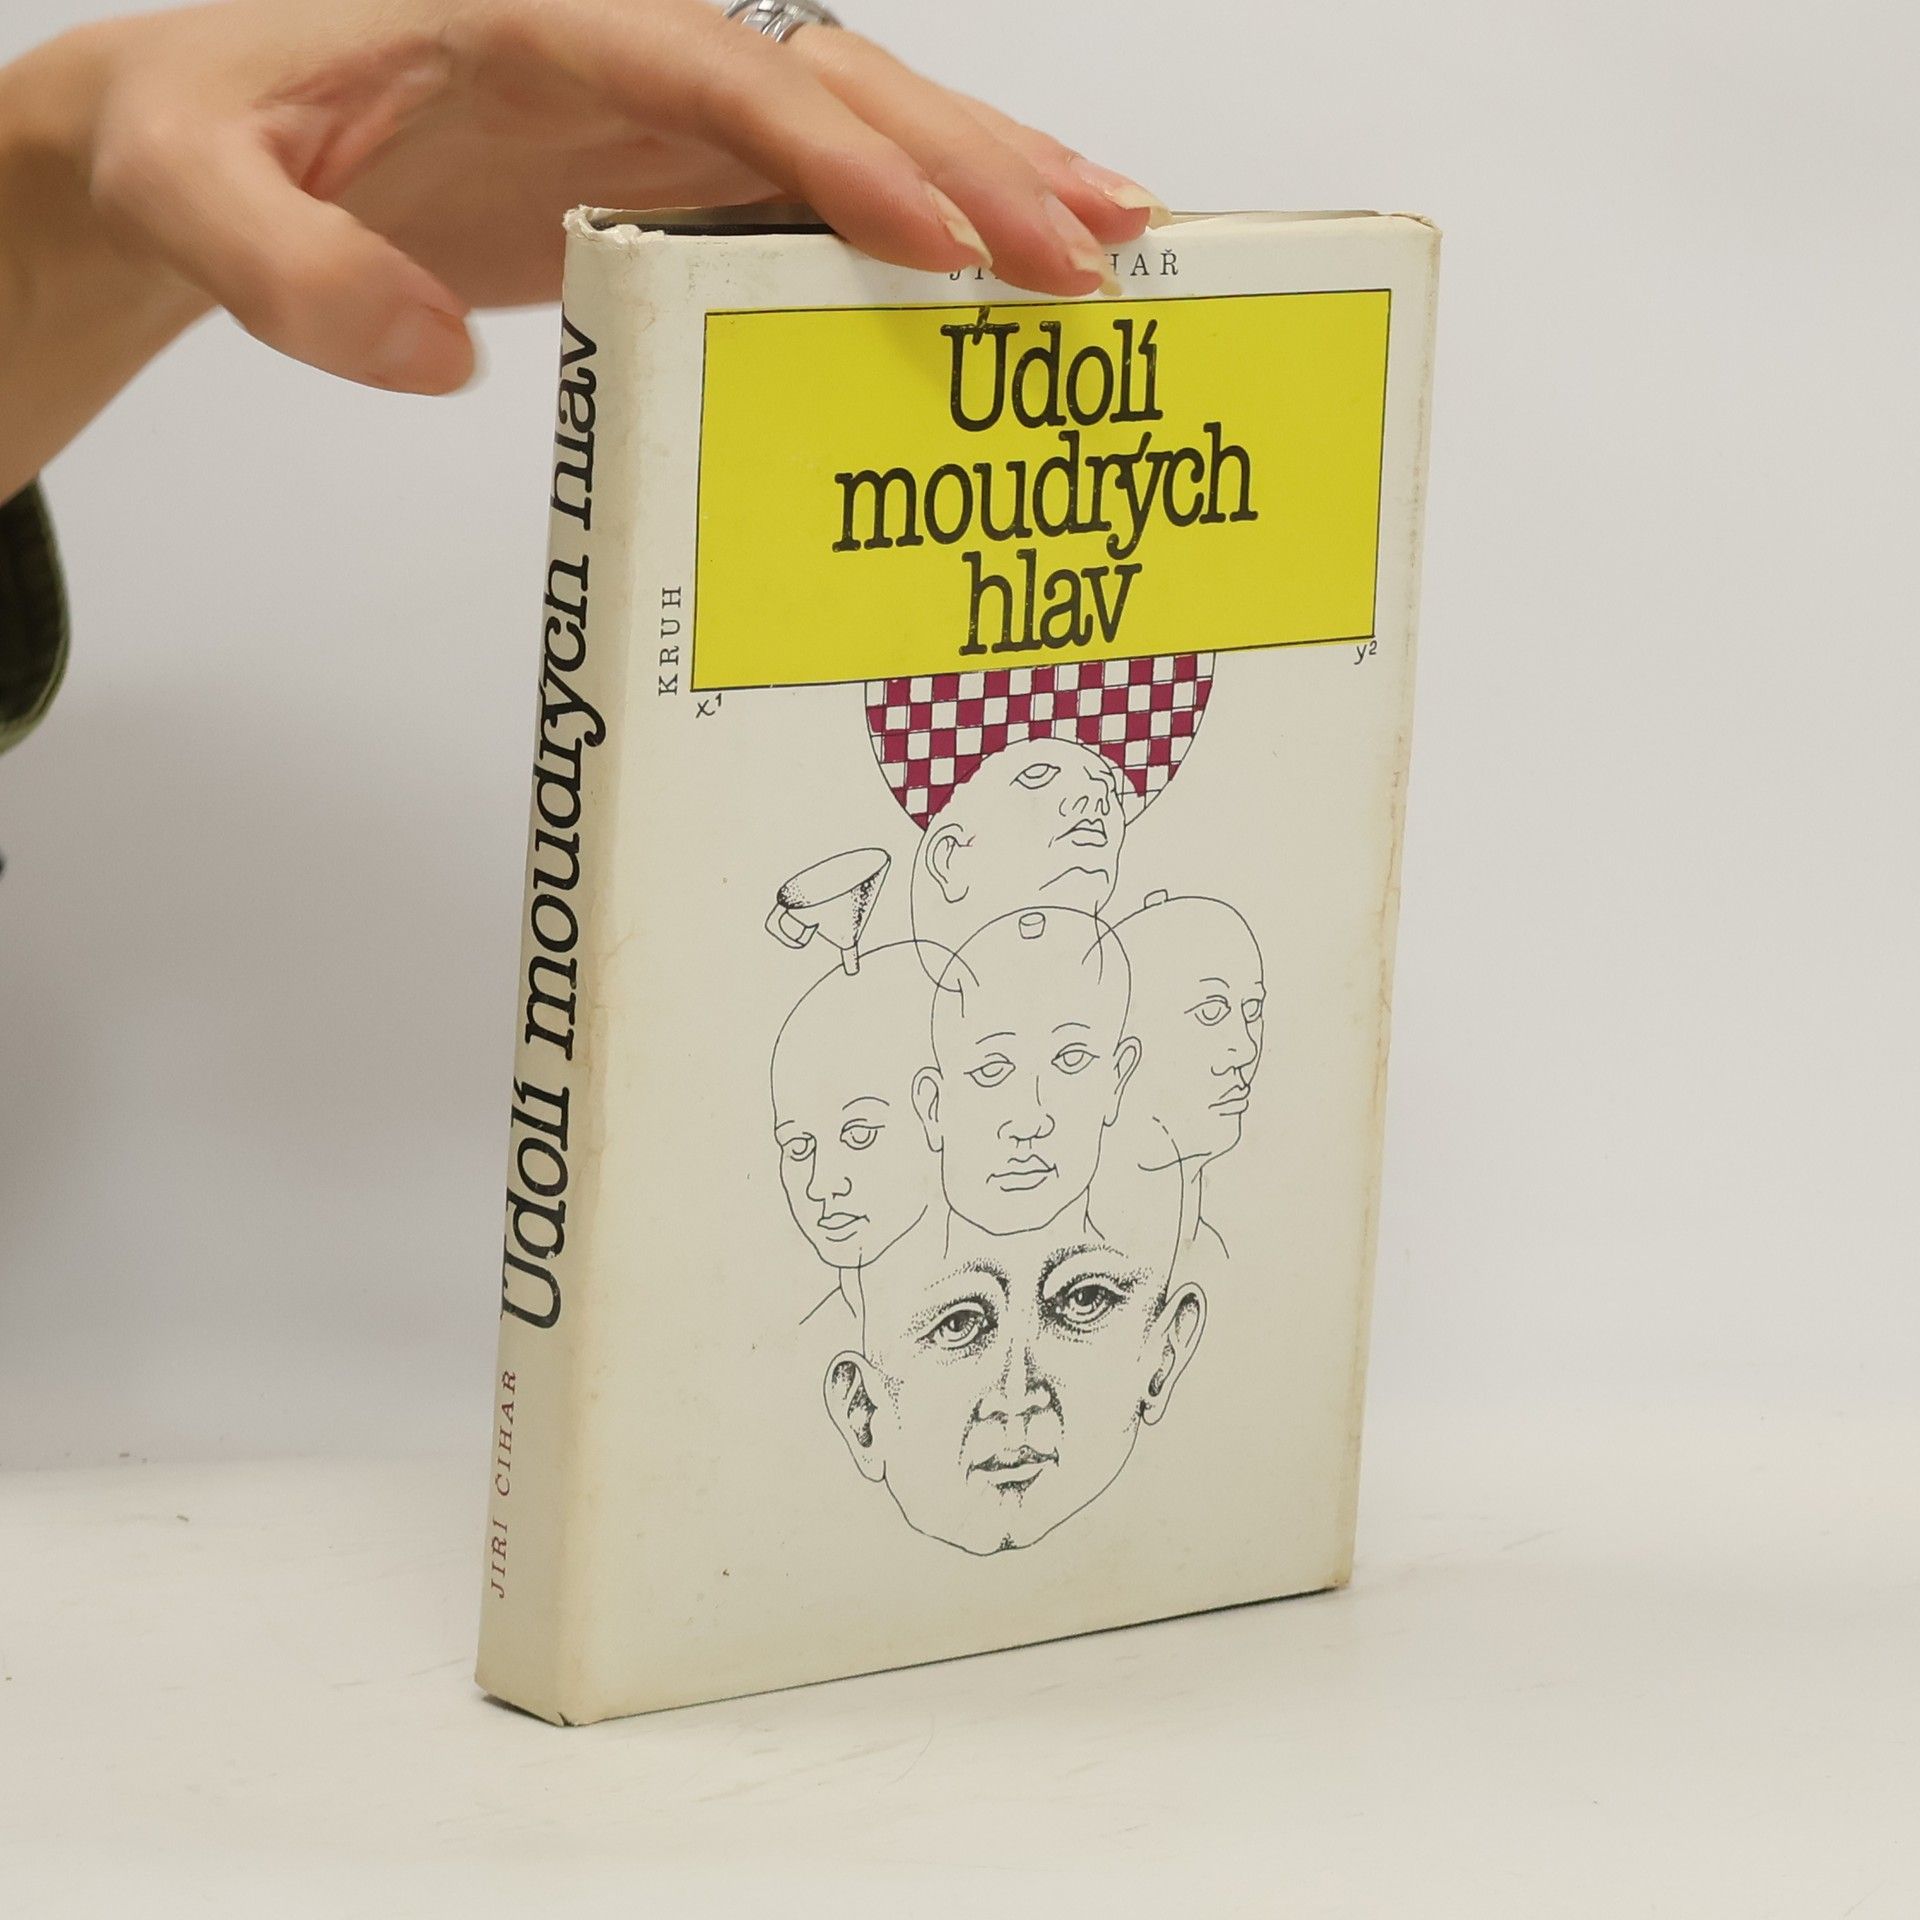 Údolí
moudrých
hlav
KRUH
x¹
y²
Údolí moudrých hlav
JIŘÍ CIHAŘ